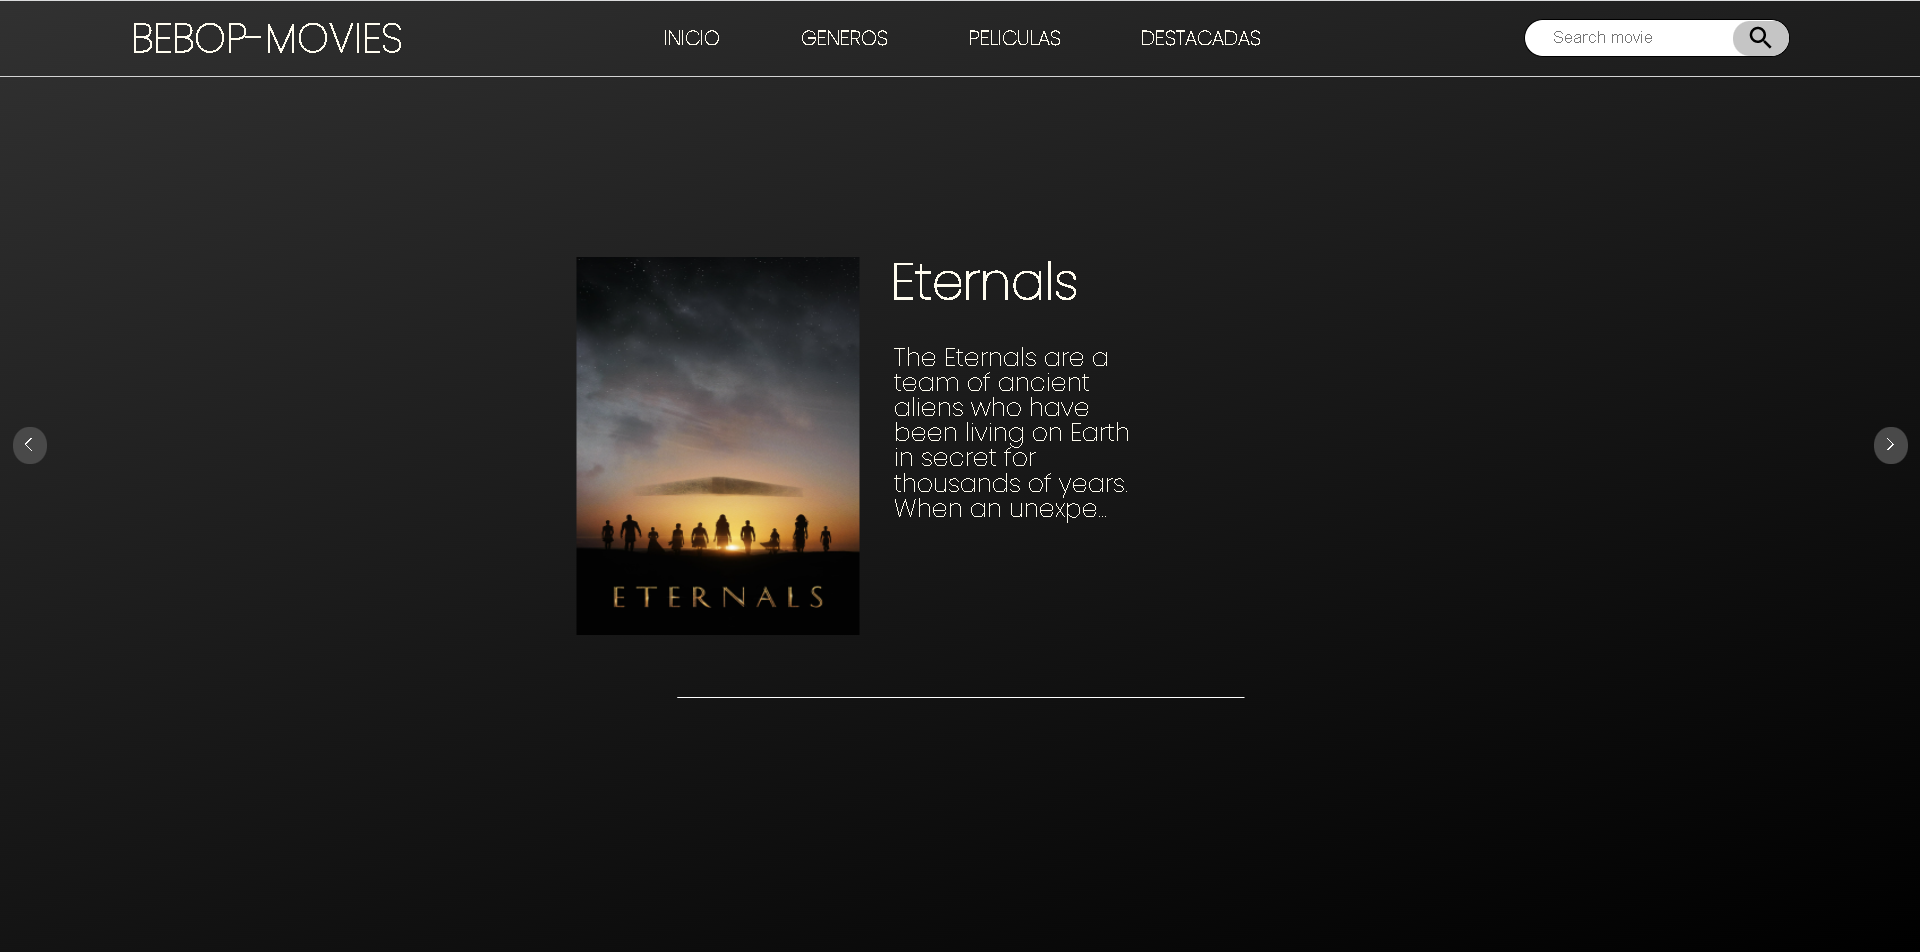 BEBOP-MOVIES
INICIO
GENEROS
PELICULAS
DESTACADAS
Search movie
Eternals
The Eternals are a
team of ancient
aliens who have
been living on Earth
in secret for
thousands of years.
When an unexpe...
ETERNALS